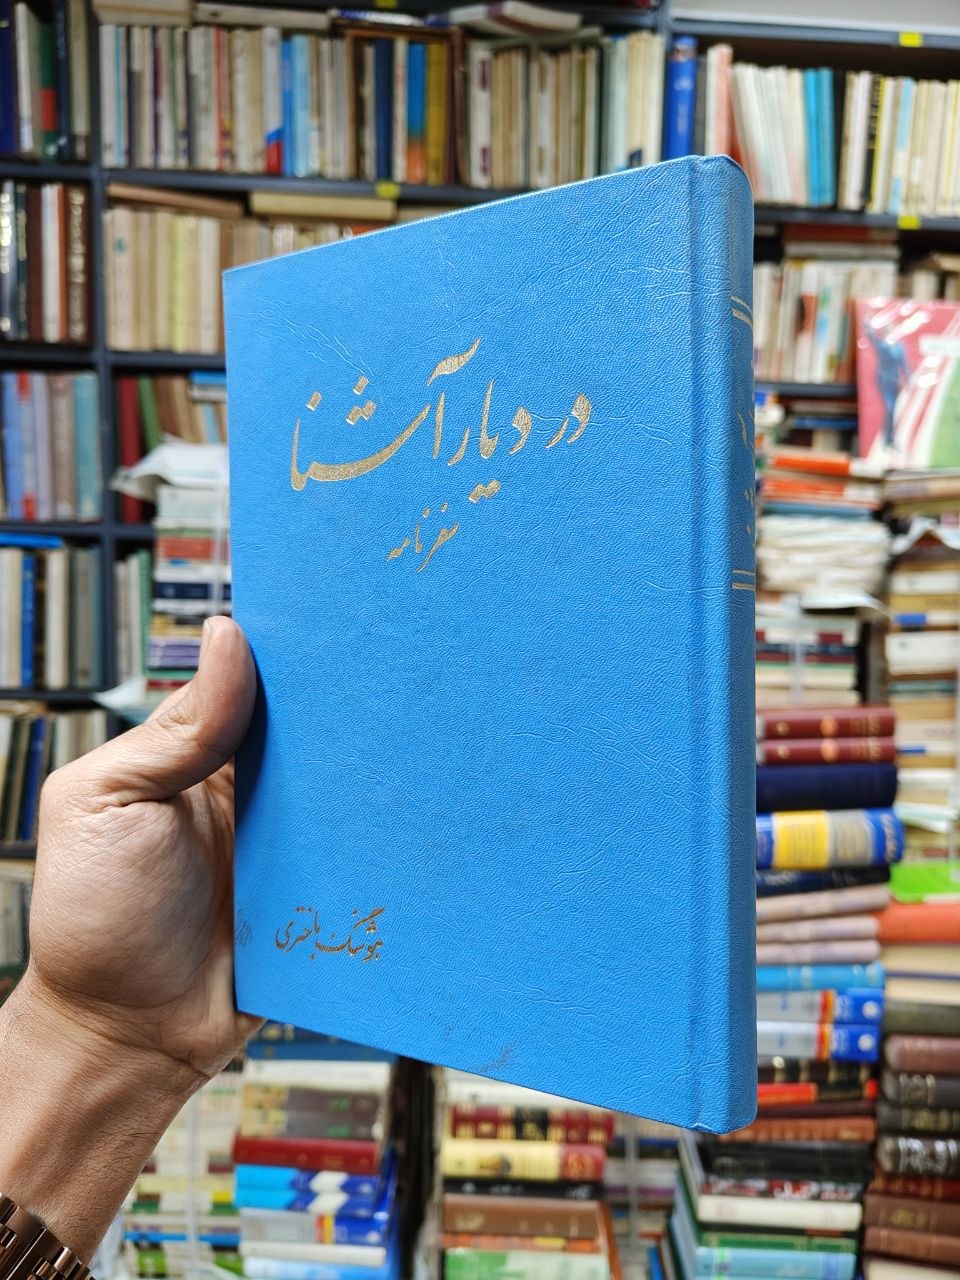 در دیار آشنا
سفرنامه
هوشنگ باختری